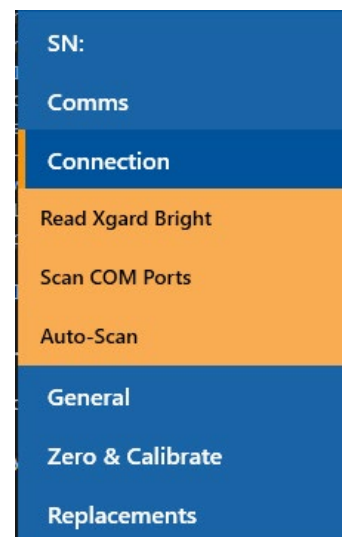 SN:
Comms
Connection
Read Xgard Bright
Scan COM Ports
Auto-Scan
General
Zero & Calibrate
Replacements